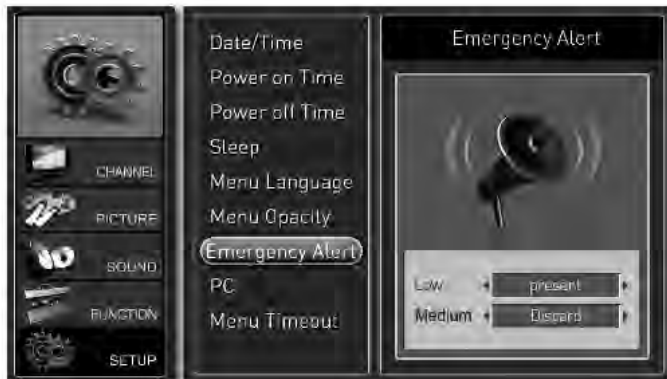 CHANNEL
PICTURE
SOUND
FUNCTION
SETUP
Date/Time
Power on Time
Power off Time
Sleep
Menu Language
Menu Opacity
Emergency Alert
PC
Menu Timeout
Emergency Alert
Low present
Medium Discard